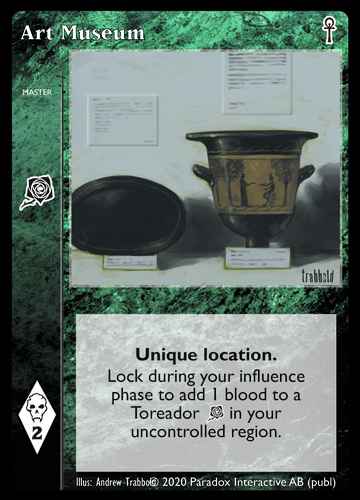 Art Museum
MASTER
trabbold
Unique location.
Lock during your influence
phase to add 1 blood to a
Toreador in your
uncontrolled region.
2
Illus: Andrew Trabbold © 2020 Paradox Interactive AB (publ)